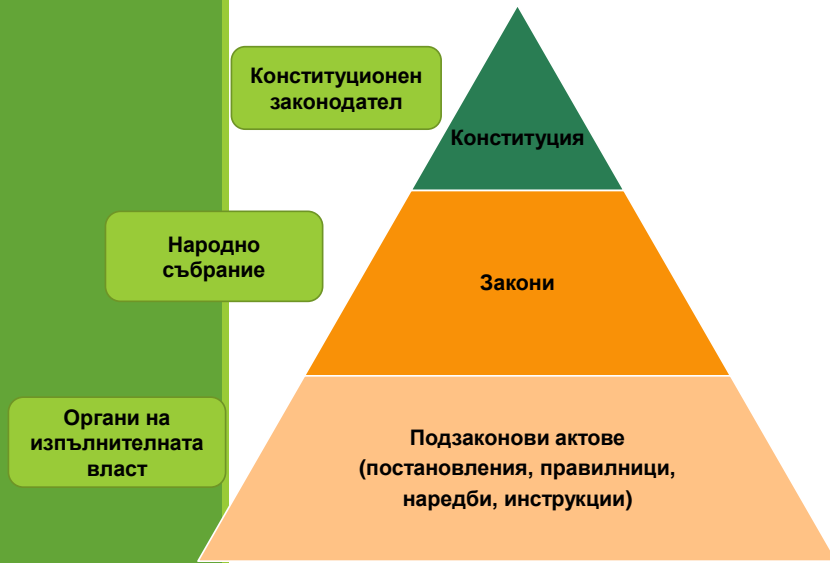 Конституционен
законодател
Конституция
Народно
събрание
Закони
Органи на
изпълнителната
власт
Подзаконови актове
(постановления, правилници,
наредби, инструкции)